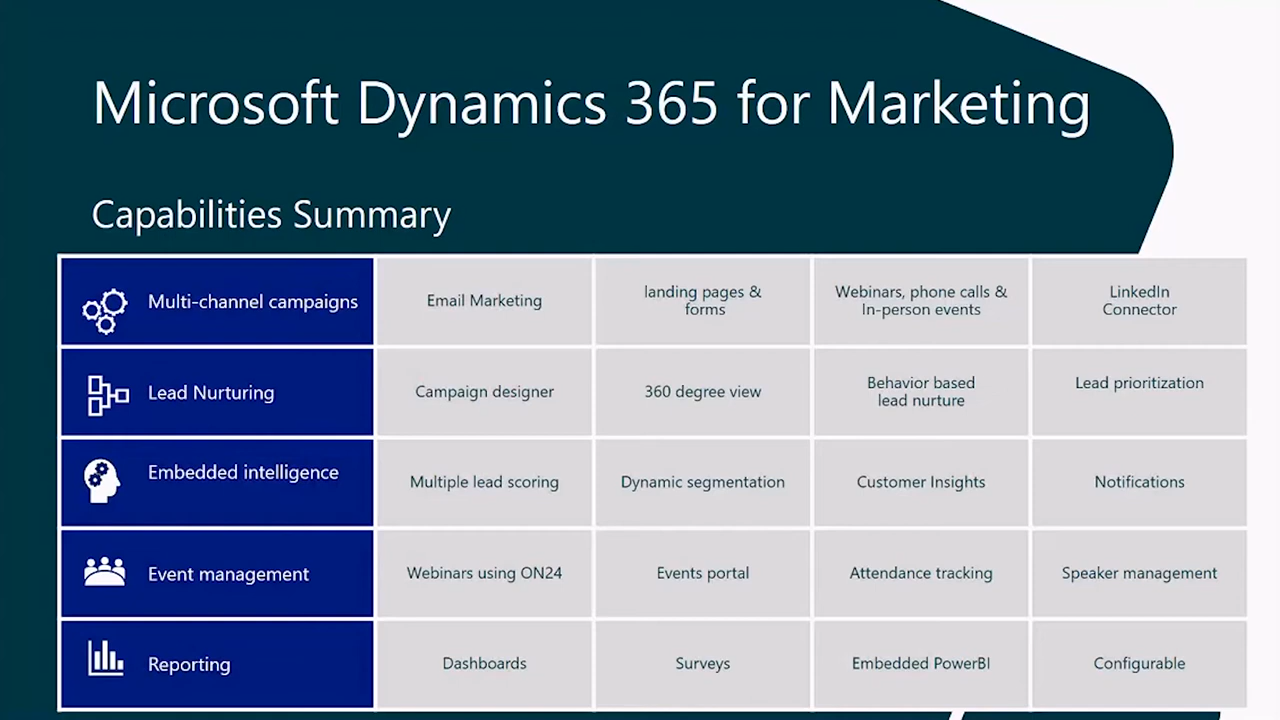 Microsoft Dynamics 365 for Marketing
Capabilities Summary
Multi-channel campaigns
Email Marketing
landing pages &
forms
Webinars, phone calls &
In-person events
LinkedIn
Connector
Lead Nurturing
Campaign designer
360 degree view
Behavior based
lead nurture
Lead prioritization
Embedded intelligence
Multiple lead scoring
Dynamic segmentation
Customer Insights
Notifications
Event management
Webinars using ON24
Events portal
Attendance tracking
Speaker management
Reporting
Dashboards
Surveys
Embedded PowerBI
Configurable